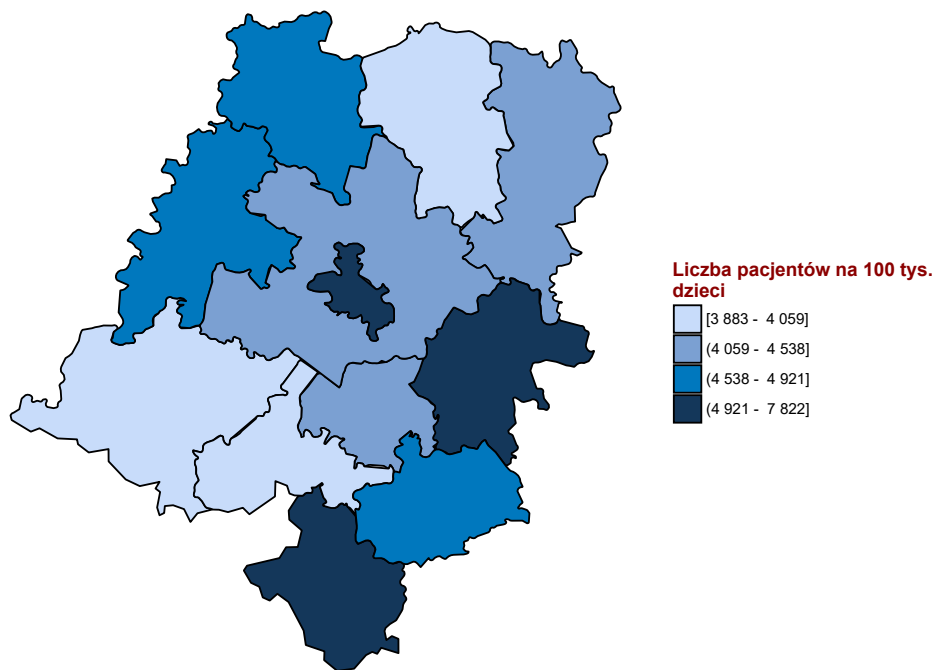 Liczba pacjentów na 100 tys.
dzieci
[3 883 - 4 059]
(4 059 - 4 538]
(4 538 - 4 921]
(4 921 - 7 822]